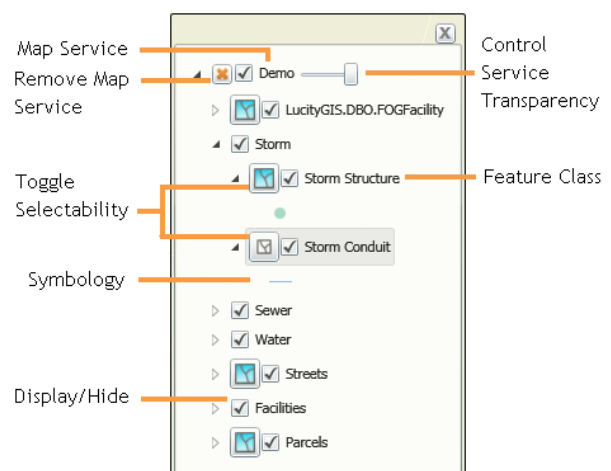 Map Service
Remove Map
Service
Toggle
Selectability
Symbology
Display/Hide
X
Demo
LucityGIS.DBO.FOGFacility
Storm
Storm Structure
Storm Conduit
Sewer
Water
Streets
Facilities
Parcels
Control
Service
Transparency
Feature Class